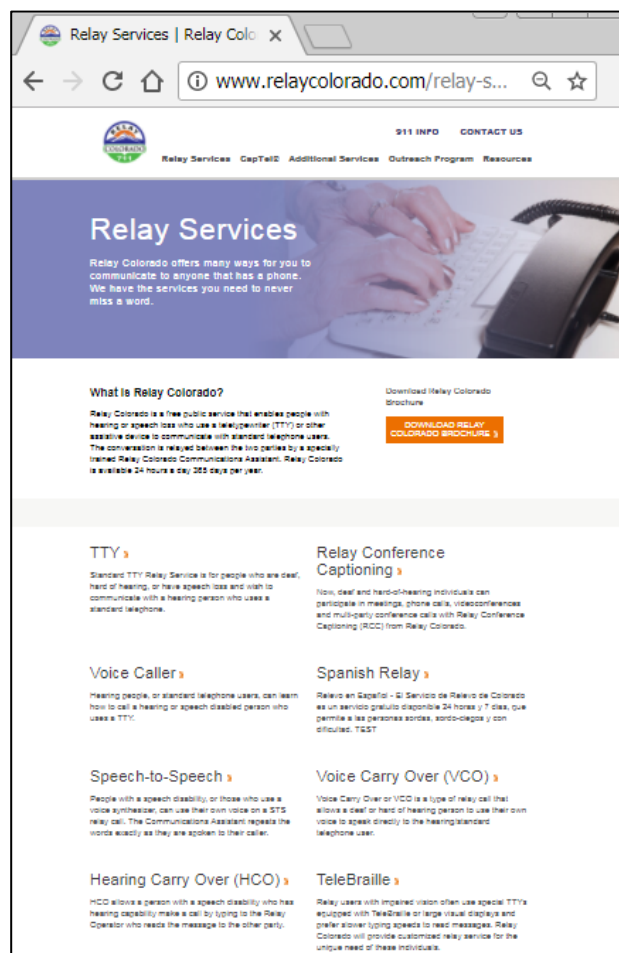 Relay Services | Relay Colo
www.relaycolorado.com/relay-s...
RELAY
COLORADO
911
911 INFO CONTACT US
Relay Services CapTel® Additional Services Outreach Program Resources
Relay Services
Relay Colorado offers many ways for you to
communicate to anyone that has a phone.
We have the services you need to never
miss a word.
What is Relay Colorado?
Relay Colorado is a free public service that enables people with
hearing or speech loss who use a teletypewriter (TTY) or other
assistive device to communicate with standard telephone users.
The conversation is relayed between the two parties by a specially
trained Relay Colorado Communications Assistant. Relay Colorado
is available 24 hours a day 365 days per year.
Download Relay Colorado
Brochure
DOWNLOAD RELAY
COLORADO BROCHURE
TTY
Standard TTY Relay Service is for people who are deaf,
hard of hearing, or have speech loss and wish to
communicate with a hearing person who uses a
standard telephone.
Relay Conference
Captioning
Now, deaf and hard-of-hearing individuals can
participate in meetings, phone calls, videoconferences
and multi-party conference calls with Relay Conference
Captioning (RCC) from Relay Colorado.
Voice Caller
Hearing people, or standard telephone users, can learn
how to call a hearing or speech disabled person who
uses a TTY.
Spanish Relay
Relevo en Español - El Servicio de Relevo de Colorado
es un servicio gratuito disponible 24 horas y 7 dias, que
permite a las personas sordas, sordo-ciegos y con
dificultad. TEST
Speech-to-Speech
People with a speech disability, or those who use a
voice synthesizer, can use their own voice on a STS
relay call. The Communications Assistant repeats the
words exactly as they are spoken to their caller.
Voice Carry Over (VCO)
Voice Carry Over or VCO is a type of relay call that
allows a deaf or hard of hearing person to use their own
voice to speak directly to the hearing/standard
telephone user.
Hearing Carry Over (HCO)
HCO allows a person with a speech disability who has
hearing capability make a call by typing to the Relay
Operator who reads the message to the other party.
TeleBraille
Relay users with impaired vision often use special TTY's
equipped with TeleBraille or large visual displays and
prefer slower typing speeds to read messages. Relay
Colorado will provide customized relay service for the
unique need of these individuals.